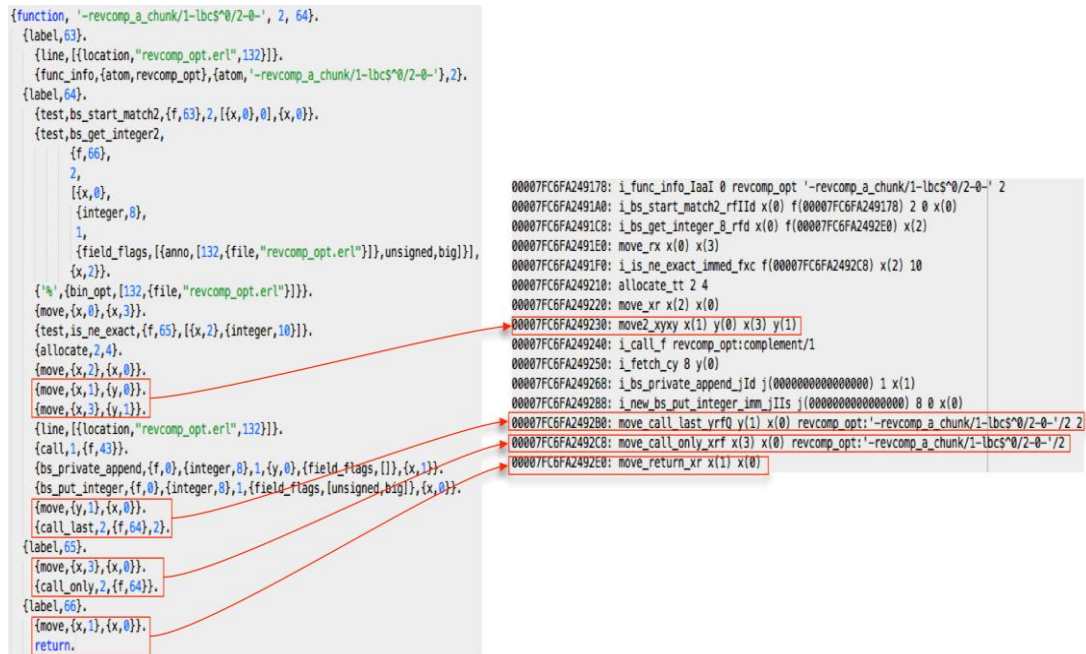 {function, '-revcomp_a_chunk/1-lbc$^0/2-0-', 2, 64}.
{label,63}.
{line,[{location,"revcomp_opt.erl",132}]}.
{func_info,{atom,revcomp_opt},{atom,'-revcomp_a_chunk/1-lbc$^0/2-0-'},2}.
{label,64}.
{test,bs_start_match2,{f,63},2,[{x,0},0],{x,0}}.
{test,bs_get_integer2,
{f,66},
2,
[{x,0},
{integer,8},
1,
{field_flags,[{anno,[132,{file,"revcomp_opt.erl"}]},unsigned,big]}],
{x,2}}.
{'%',{bin_opt,[132,{file,"revcomp_opt.erl"}]}}.
{move,{x,0},{x,3}}.
{test,is_ne_exact,{f,65},[{x,2},{integer,10}]}.
{allocate,2,4}.
{move,{x,2},{x,0}}.
{move,{x,1},{y,0}}.
{move,{x,3},{y,1}}.
{line,[{location,"revcomp_opt.erl",132}]}.
{call,1,{f,43}}.
{bs_private_append,{f,0},{integer,8},1,{y,0},{field_flags,[]},{x,1}}.
{bs_put_integer,{f,0},{integer,8},1,{field_flags,[unsigned,big]},{x,0}}.
{move,{y,1},{x,0}}.
{call_last,2,{f,64},2}.
{label,65}.
{move,{x,3},{x,0}}.
{call_only,2,{f,64}}.
{label,66}.
{move,{x,1},{x,0}}.
return.
00007FC6FA249178: i_func_info_IaaI 0 revcomp_opt '-revcomp_a_chunk/1-lbc$^0/2-0-' 2
00007FC6FA2491A0: i_bs_start_match2_rfIId x(0) f(00007FC6FA249178) 2 0 x(0)
00007FC6FA2491C8: i_bs_get_integer_8_rfd x(0) f(00007FC6FA2492E0) x(2)
00007FC6FA2491E0: move_rx x(0) x(3)
00007FC6FA2491F0: i_is_ne_exact_immed_fxc f(00007FC6FA2492C8) x(2) 10
00007FC6FA249210: allocate_tt 2 4
00007FC6FA249220: move_xr x(2) x(0)
00007FC6FA249230: move2_xyxy x(1) y(0) x(3) y(1)
00007FC6FA249240: i_call_f revcomp_opt:complement/1
00007FC6FA249250: i_fetch_cy 8 y(0)
00007FC6FA249268: i_bs_private_append_jId j(0000000000000000) 1 x(1)
00007FC6FA249288: i_new_bs_put_integer_imm_jIIs j(0000000000000000) 8 0 x(0)
00007FC6FA2492B0: move_call_last_yrfQ y(1) x(0) revcomp_opt:'-revcomp_a_chunk/1-lbc$^0/2-0-'/2 2
00007FC6FA2492C8: move_call_only_xrf x(3) x(0) revcomp_opt:'-revcomp_a_chunk/1-lbc$^0/2-0-'/2
00007FC6FA2492E0: move_return_xr x(1) x(0)